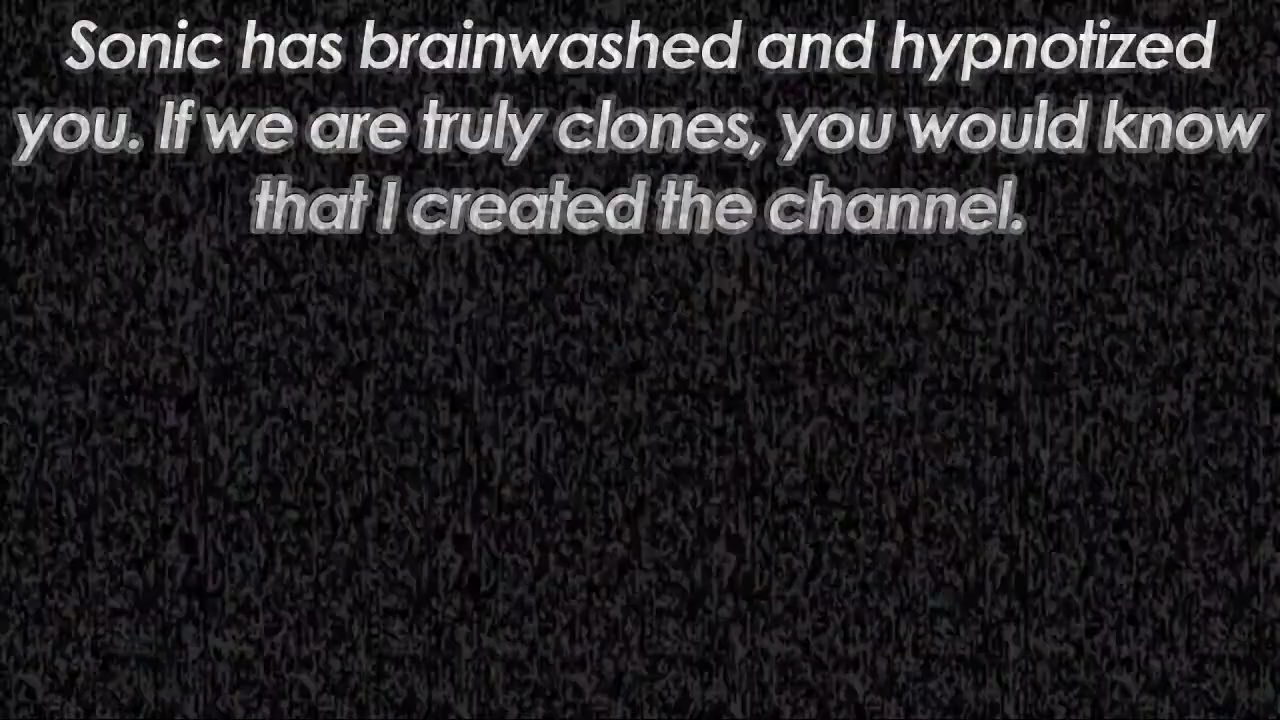 Sonic has brainwashed and hypnotized
you. If we are truly clones, you would know
that I created the channel.